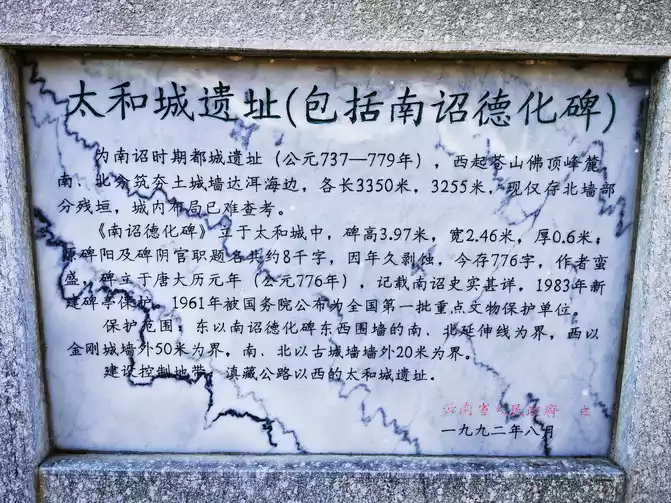 太和城遗址(包括南诏德化碑)
为南诏时期都城遗址（公元737—779年），西起苍山佛顶峰麓
南、北分筑夯土城墙达洱海边，各长3350米，3255米，现仅存北墙部
分残垣，城内布局已难查考。
《南诏德化碑》立于太和城中，碑高3.97米，宽2.46米，厚0.6米；
原碑阳及碑阴官职题名共约8千字，因年久剥蚀，今存776字，作者蛮
盛，碑立于唐大历元年（公元776年），记载南诏史实甚详。1983年新
建碑亭保护。1961年被国务院公布为全国第一批重点文物保护单位。
保护范围：东以南诏德化碑东西围墙的南、北延伸线为界，西以
金刚城墙外50米为界，南、北以古城墙墙外20米为界。
建设控制地带：滇藏公路以西的太和城遗址。
云南省人民政府 立
一九九二年八月